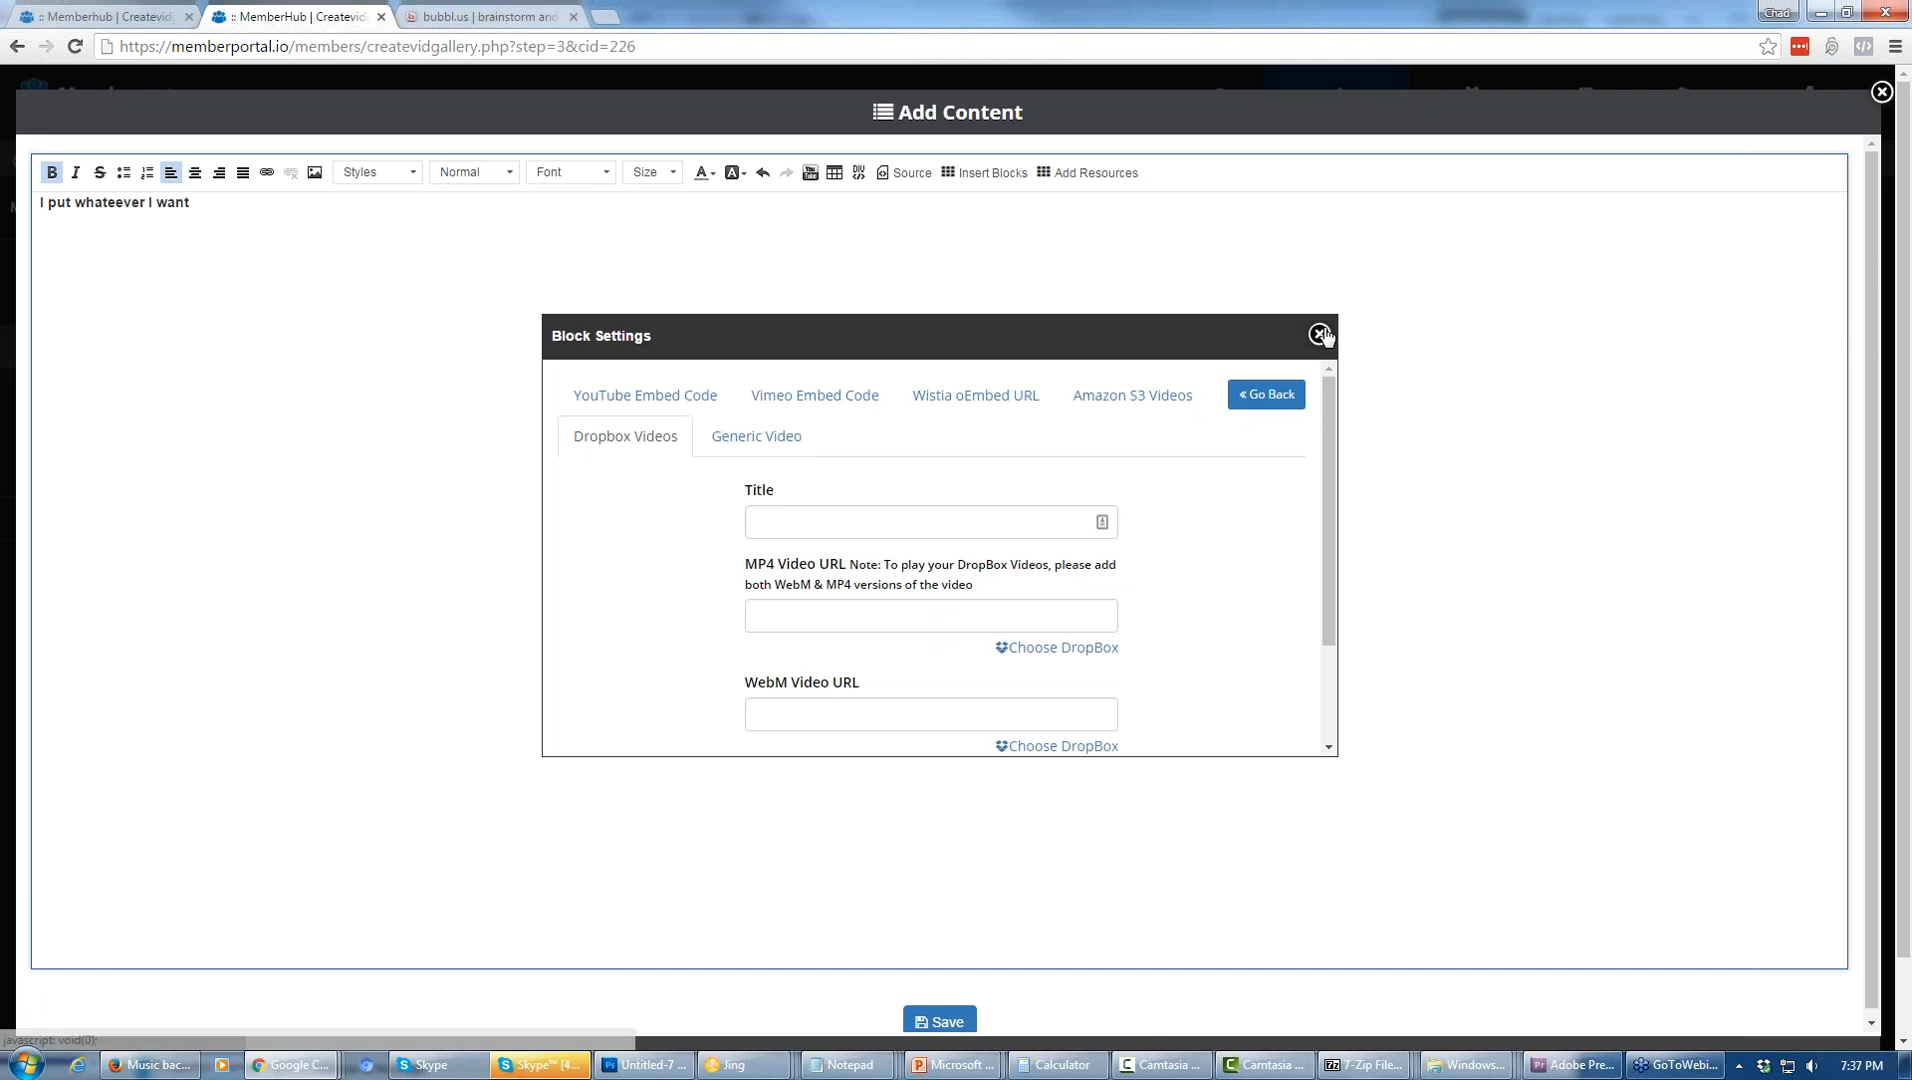 :: Memberhub | Createvid
:: MemberHub | Createvid
bubbl.us | brainstorm and
Chad
https://memberportal.io/members/createvidgallery.php?step=3&cid=226
Add Content
B I S Styles Normal Font Size A A You Tube DIV Source Insert Blocks Add Resources
I put whateever I want
Block Settings
YouTube Embed Code Vimeo Embed Code Wistia oEmbed URL Amazon S3 Videos « Go Back
Dropbox Videos Generic Video
Title
MP4 Video URL Note: To play your DropBox Videos, please add
both WebM & MP4 versions of the video
Choose DropBox
WebM Video URL
Choose DropBox
Save
javascript: void(0);
Music bac... Google C... Skype Skype™ [4... Untitled-7 ... Jing Notepad Microsoft ... Calculator Camtasia ... Camtasia ... 7-Zip File... Windows... Adobe Pre... GoToWebi... 7:37 PM